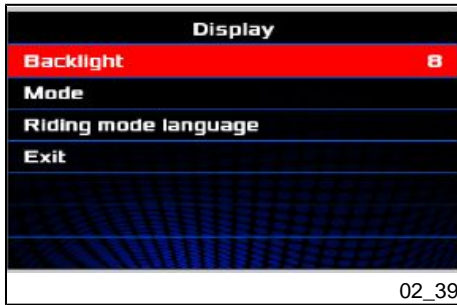 Display
Backlight 8
Mode
Riding mode language
Exit
02_39